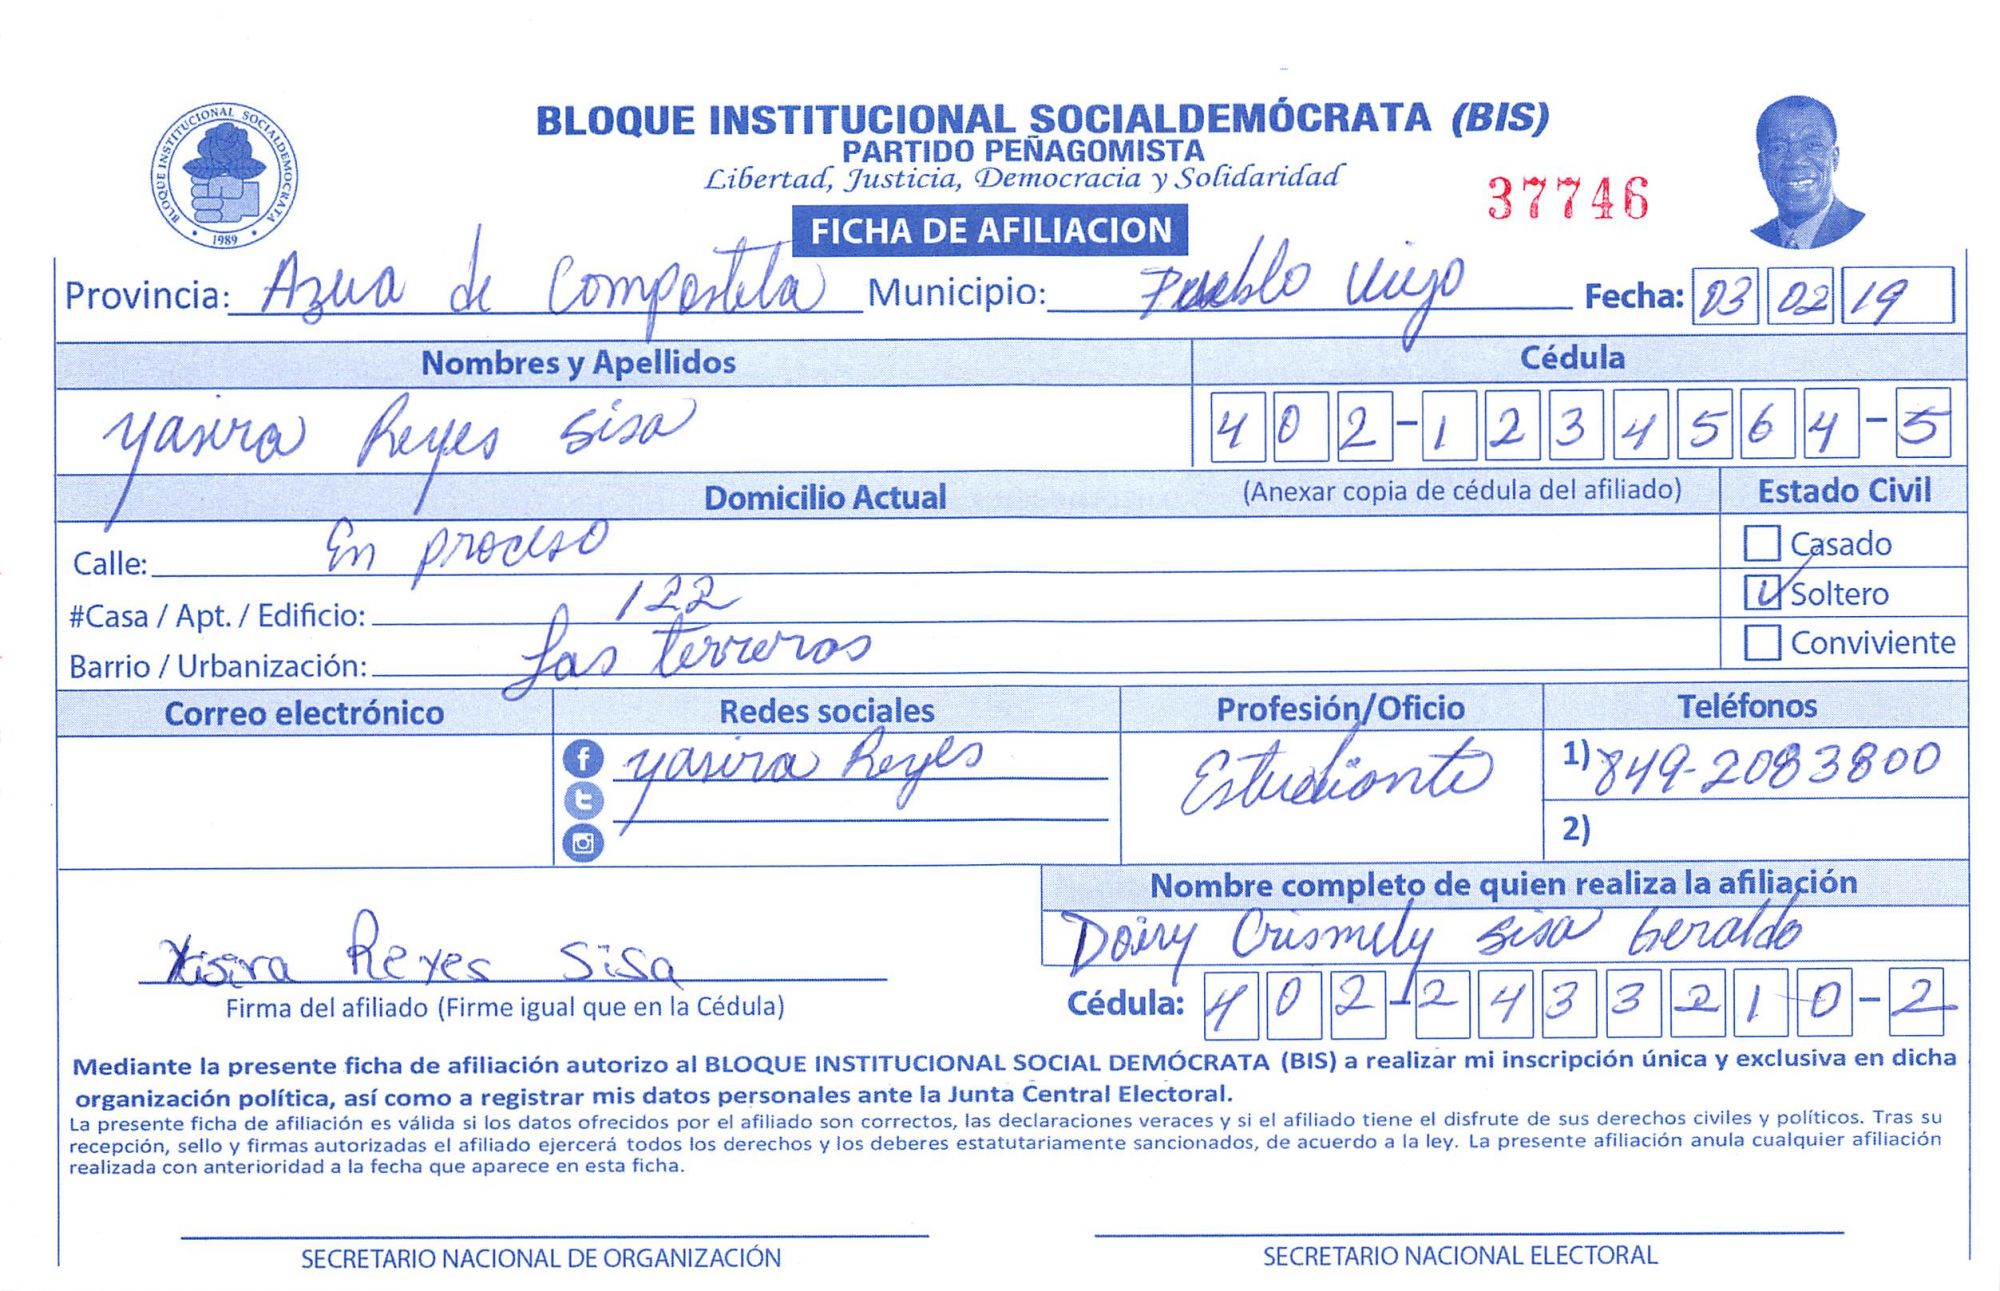 BLOQUE INSTITUCIONAL SOCIALDEMÓCRATA
1989
BLOQUE INSTITUCIONAL SOCIALDEMÓCRATA (BIS)
PARTIDO PEÑAGOMISTA
Libertad, Justicia, Democracia y Solidaridad
37746
FICHA DE AFILIACION
Provincia: Azua de Compostela Municipio: Pueblo Viejo Fecha: 03 02 19
Nombres y Apellidos Cédula
Yasira Reyes Sisa 402-1234564-5
Domicilio Actual (Anexar copia de cédula del afiliado) Estado Civil
Calle: En proceso Casado
#Casa / Apt. / Edificio: 122 Soltero
Barrio / Urbanización: Las terreros Conviviente
Correo electrónico Redes sociales Profesión/Oficio Teléfonos
Yasira Reyes Estudiante 1) 849-2083800
2)
Nombre completo de quien realiza la afiliación
Doiry Crismely Sisa Geraldo
Reyes Sisa
Firma del afiliado (Firme igual que en la Cédula) Cédula: 402-2433210-2
Mediante la presente ficha de afiliación autorizo al BLOQUE INSTITUCIONAL SOCIAL DEMÓCRATA (BIS) a realizar mi inscripción única y exclusiva en dicha
organización política, así como a registrar mis datos personales ante la Junta Central Electoral.
La presente ficha de afiliación es válida si los datos ofrecidos por el afiliado son correctos, las declaraciones veraces y si el afiliado tiene el disfrute de sus derechos civiles y políticos. Tras su
recepción, sello y firmas autorizadas el afiliado ejercerá todos los derechos y los deberes estatutariamente sancionados, de acuerdo a la ley. La presente afiliación anula cualquier afiliación
realizada con anterioridad a la fecha que aparece en esta ficha.
SECRETARIO NACIONAL DE ORGANIZACIÓN SECRETARIO NACIONAL ELECTORAL